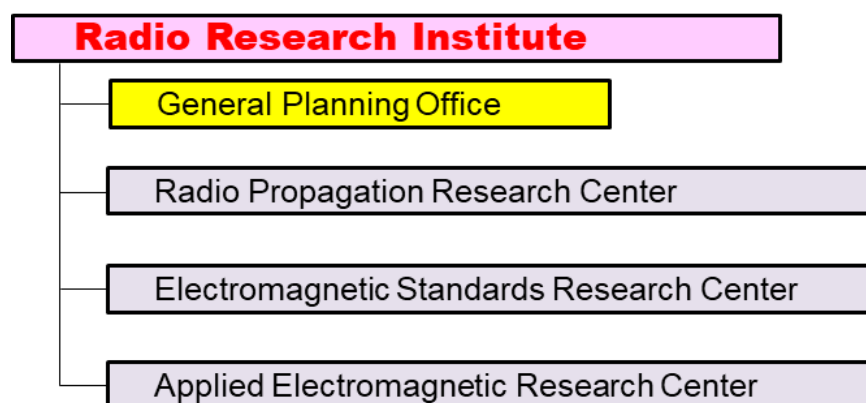 Radio Research Institute
General Planning Office
Radio Propagation Research Center
Electromagnetic Standards Research Center
Applied Electromagnetic Research Center